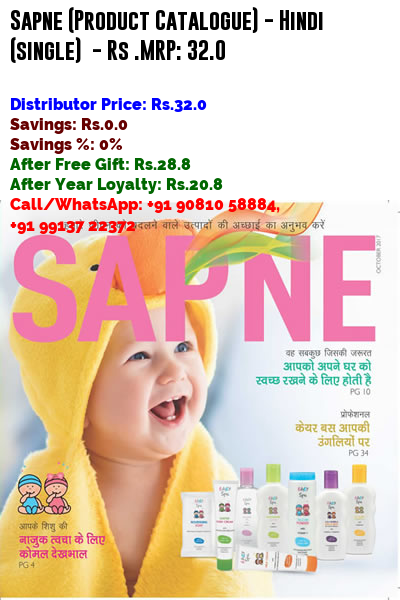 Sapne (Product Catalogue) - Hindi
(single) - Rs .MRP: 32.0
Distributor Price: Rs.32.0
Savings: Rs.0.0
Savings %: 0%
After Free Gift: Rs.28.8
After Year Loyalty: Rs.20.8
Call/WhatsApp: +91 90810 58884,
+91 99137 22372
बदलने वाले उत्पादों की अच्छाई का अनुभव करें
OCTOBER 2017
SAPNE
वह सबकुछ जिसकी जरूरत
आपको अपने घर को
स्वच्छ रखने के लिए होती है
PG 10
प्रोफेशनल
केयर बस आपकी
उंगलियों पर
PG 34
आपके शिशु की
नाजुक त्वचा के लिए
कोमल देखभाल
PG 4